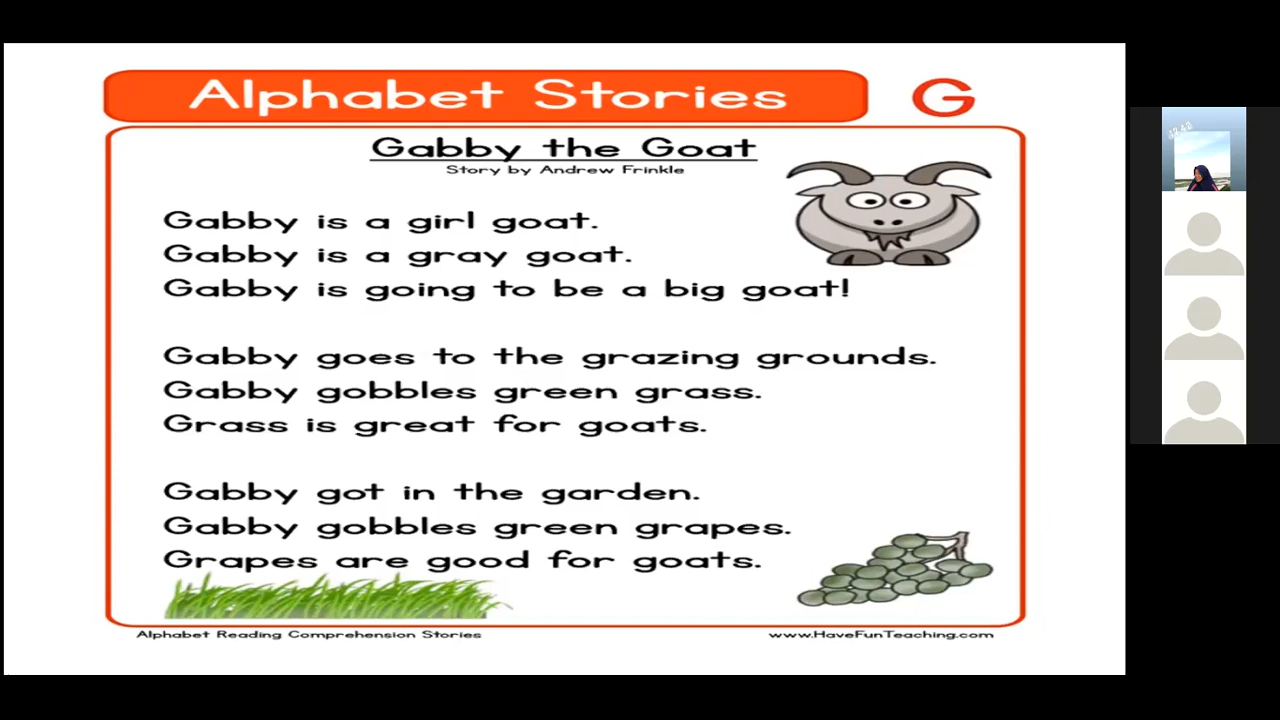 Alphabet Stories
G
Gabby the Goat
Story by Andrew Frinkle
Gabby is a girl goat.
Gabby is a gray goat.
Gabby is going to be a big goat!
Gabby goes to the grazing grounds.
Gabby gobbles green grass.
Grass is great for goats.
Gabby got in the garden.
Gabby gobbles green grapes.
Grapes are good for goats.
Alphabet Reading Comprehension Stories
www.HaveFunTeaching.com